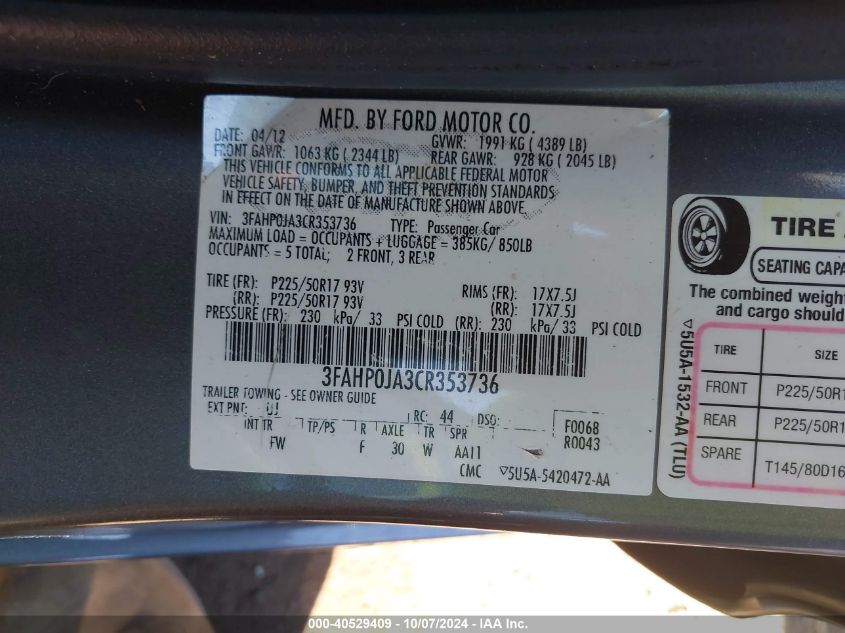 MFD. BY FORD MOTOR CO.
DATE: 04/12 GVWR: 1991 KG ( 4389 LB)
FRONT GAWR: 1063 KG ( 2344 LB) REAR GAWR: 928 KG ( 2045 LB)
THIS VEHICLE CONFORMS TO ALL APPLICABLE FEDERAL MOTOR
VEHICLE SAFETY, BUMPER, AND THEFT PREVENTION STANDARDS
IN EFFECT ON THE DATE OF MANUFACTURE SHOWN ABOVE.
VIN: 3FAHP0JA3CR353736 TYPE: Passenger Car
MAXIMUM LOAD = OCCUPANTS + LUGGAGE = 385KG/ 850LB
OCCUPANTS = 5 TOTAL; 2 FRONT, 3 REAR
TIRE (FR): P225/50R17 93V RIMS (FR): 17X7.5J
(RR): P225/50R17 93V (RR): 17X7.5J
PRESSURE (FR): 230 kPa/ 33 PSI COLD (RR): 230 kPa/ 33 PSI COLD
3FAHP0JA3CR353736
TRAILER TOWING - SEE OWNER GUIDE
EXT PNT: UJ RC: 44 DSO: F0068
INT TR TP/PS R AXLE TR SPR R0043
FW F 30 W AA11
CMC ▽5U5A-5420472-AA
TIRE
SEATING CAPA
The combined weight
and cargo should
TIRE SIZE
FRONT P225/50R1
REAR P225/50R1
SPARE T145/80D16
▽5U5A-1532-AA (TLU)
000-40529409 - 10/07/2024 - IAA Inc.